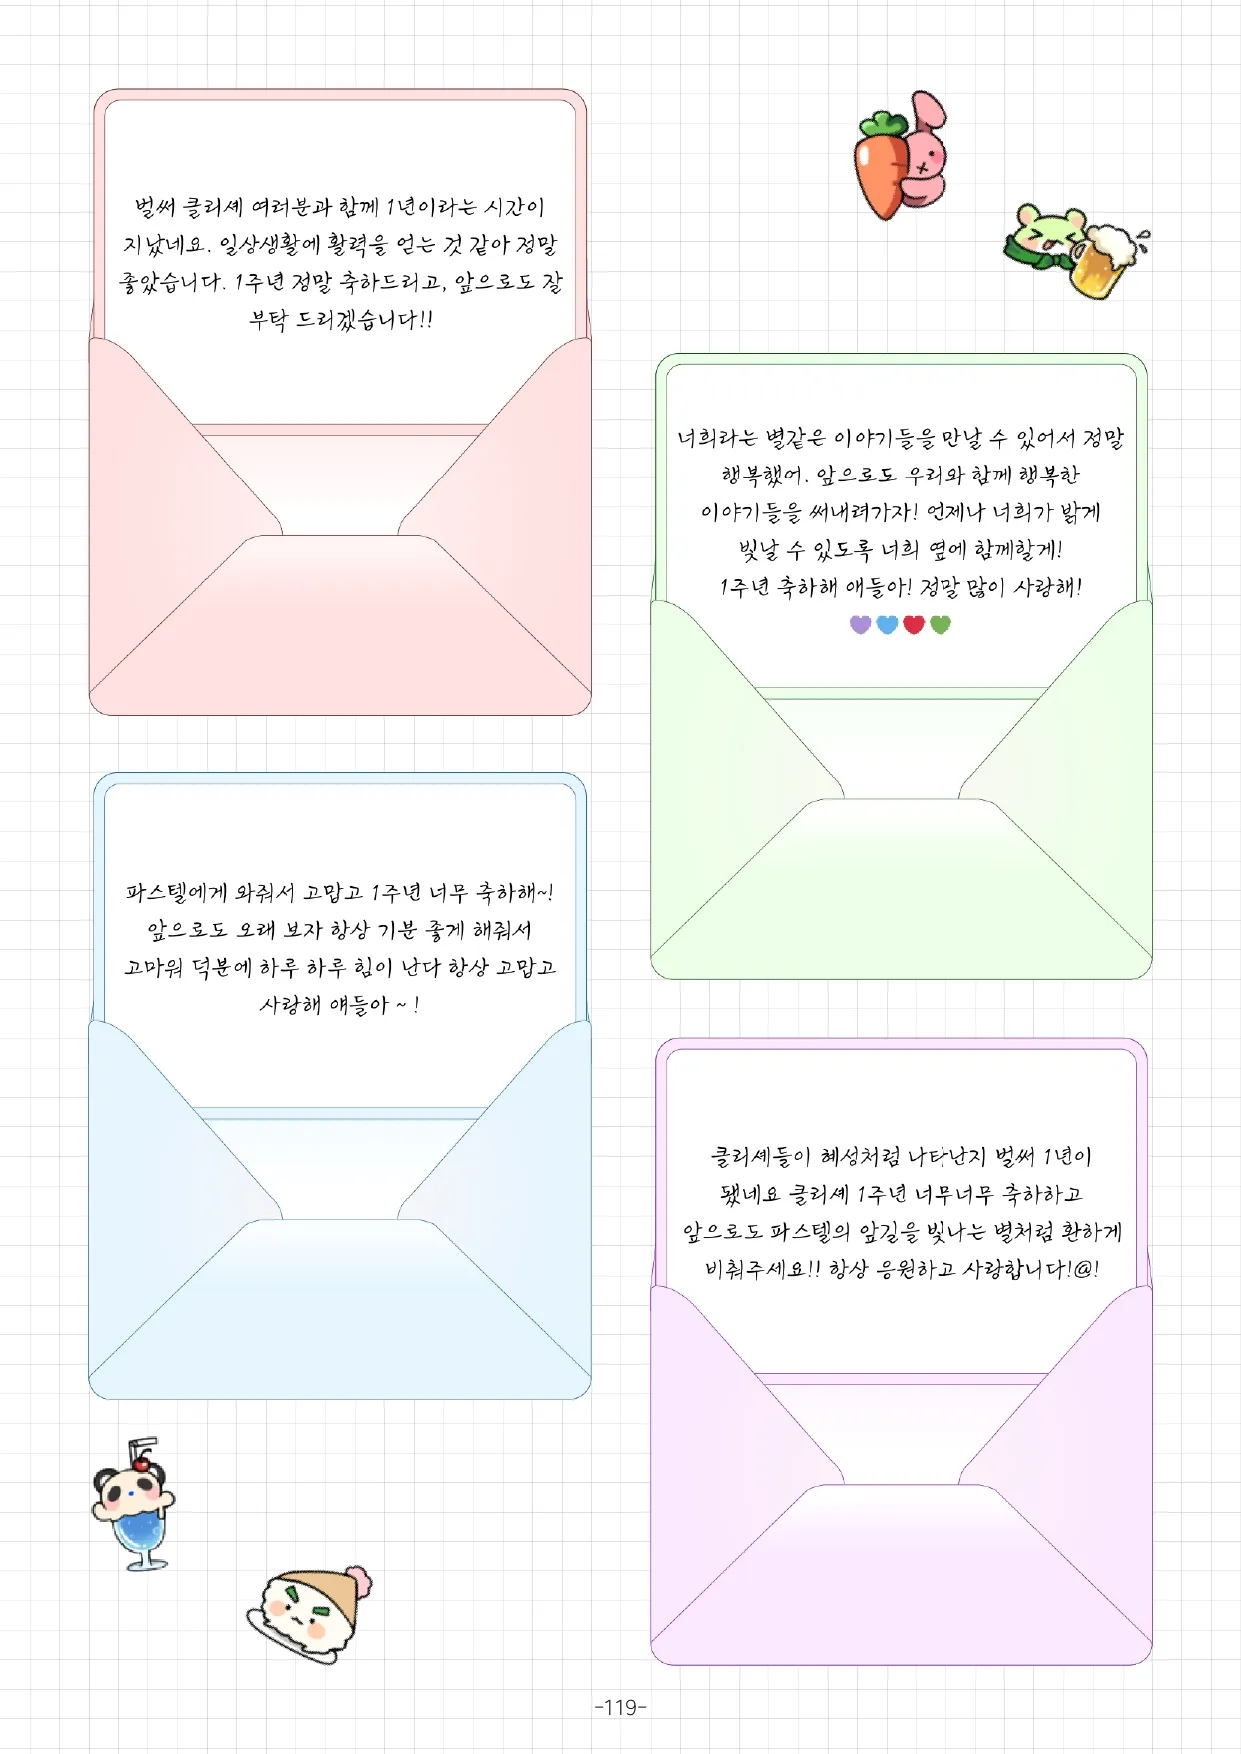 벌써 클리셰 여러분과 함께 1년이라는 시간이
지났네요. 일상생활에 활력을 얻는 것 같아 정말
좋았습니다. 1주년 정말 축하드리고, 앞으로도 잘
부탁 드리겠습니다!!
너희라는 별같은 이야기들을 만날 수 있어서 정말
행복했어. 앞으로도 우리와 함께 행복한
이야기들을 써내려가자! 언제나 너희가 밝게
빛날 수 있도록 너희 옆에 함께할게!
1주년 축하해 얘들아! 정말 많이 사랑해!
💜💙❤️💚
파스텔에게 와줘서 고맙고 1주년 너무 축하해~!
앞으로도 오래 보자 항상 기분 좋게 해줘서
고마워 덕분에 하루 하루 힘이 난다 항상 고맙고
사랑해 얘들아 ~ !
클리셰들이 혜성처럼 나타난지 벌써 1년이
됐네요 클리셰 1주년 너무너무 축하하고
앞으로도 파스텔의 앞길을 빛나는 별처럼 환하게
비춰주세요!! 항상 응원하고 사랑합니다!@!
-119-